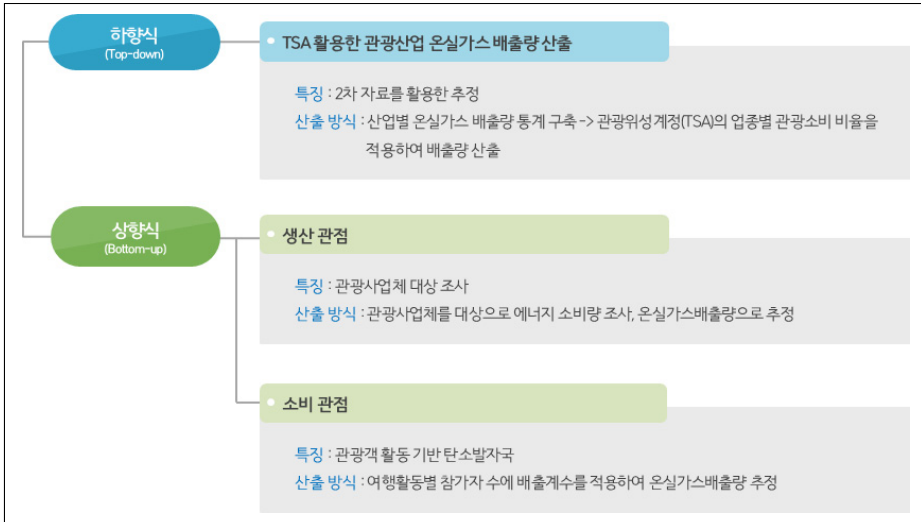 하향식
(Top-down)
TSA 활용한 관광산업 온실가스 배출량 산출
특징 : 2차 자료를 활용한 추정
산출 방식 : 산업별 온실가스 배출량 통계 구축 -> 관광위성계정(TSA)의 업종별 관광소비 비율을
적용하여 배출량 산출
상향식
(Bottom-up)
생산 관점
특징 : 관광사업체 대상 조사
산출 방식 : 관광사업체를 대상으로 에너지 소비량 조사, 온실가스배출량으로 추정
소비 관점
특징 : 관광객 활동 기반 탄소발자국
산출 방식 : 여행활동별 참가자 수에 배출계수를 적용하여 온실가스배출량 추정